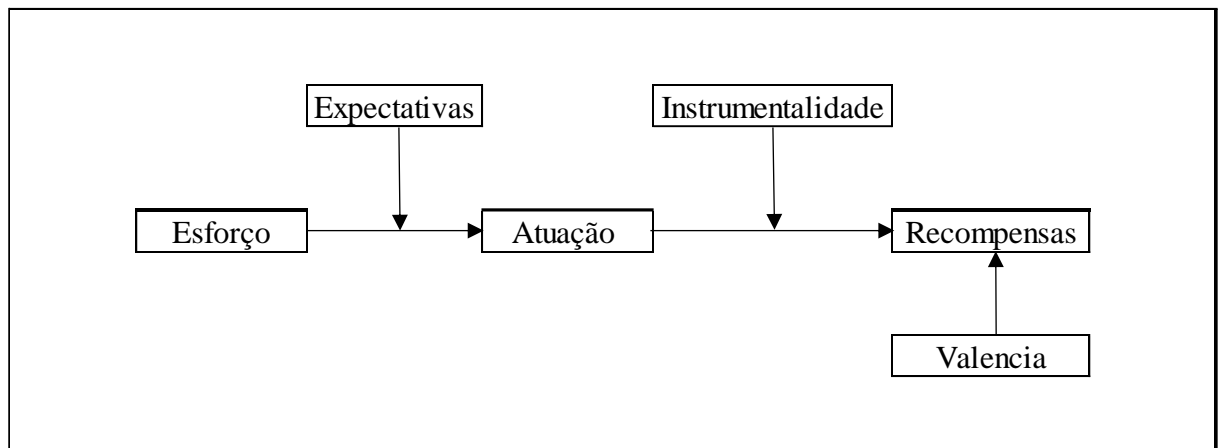 Expectativas
Instrumentalidade
Esforço
Atuação
Recompensas
Valencia